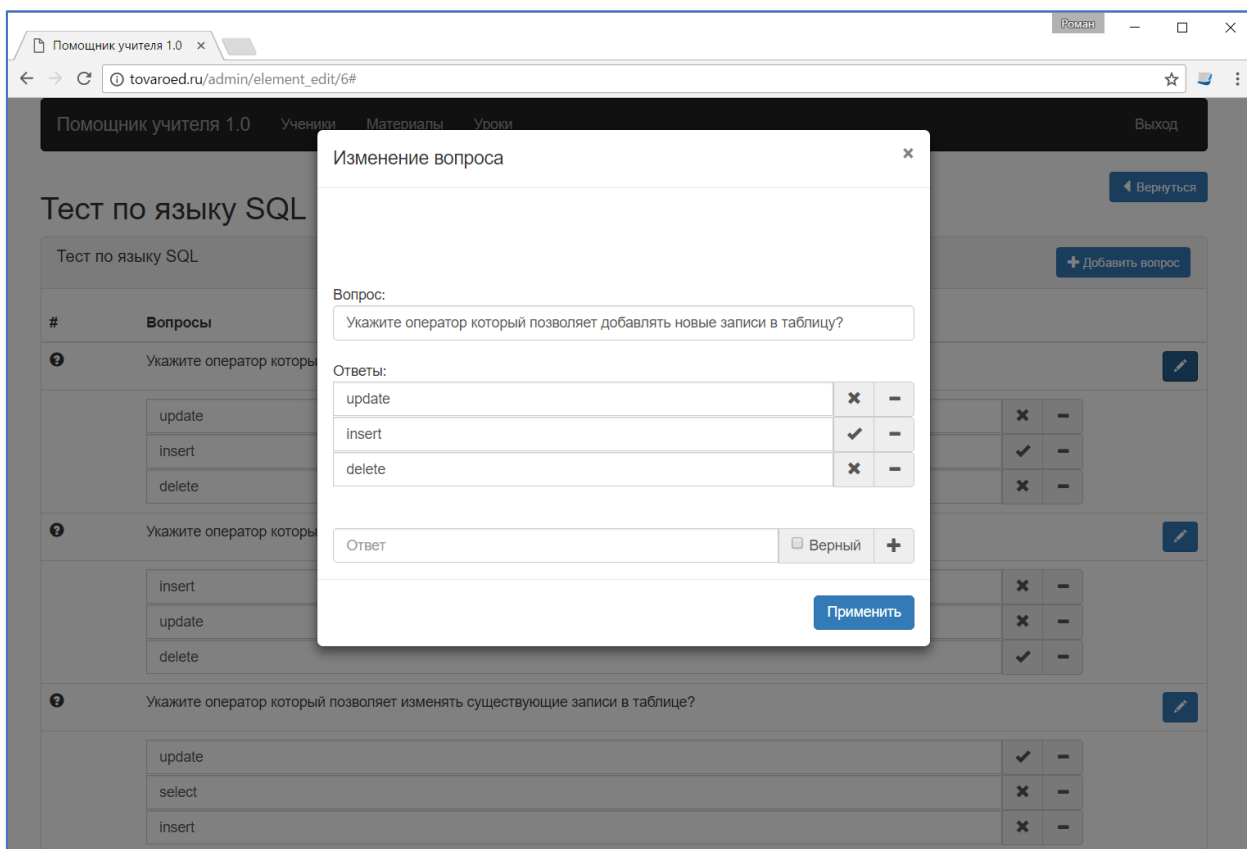 Роман
Помощник учителя 1.0
tovaroed.ru/admin/element_edit/6#
Помощник учителя 1.0 Ученики Материалы Уроки Выход
Изменение вопроса
Вернуться
Тест по языку SQL
Тест по языку SQL
Добавить вопрос
Вопрос:
Укажите оператор который позволяет добавлять новые записи в таблицу?
# Вопросы
Укажите оператор которы
Ответы:
update
insert
delete
update
insert
delete
Укажите оператор которы
Ответ Верный
insert
update
delete
Применить
Укажите оператор который позволяет изменять существующие записи в таблице?
update
select
insert